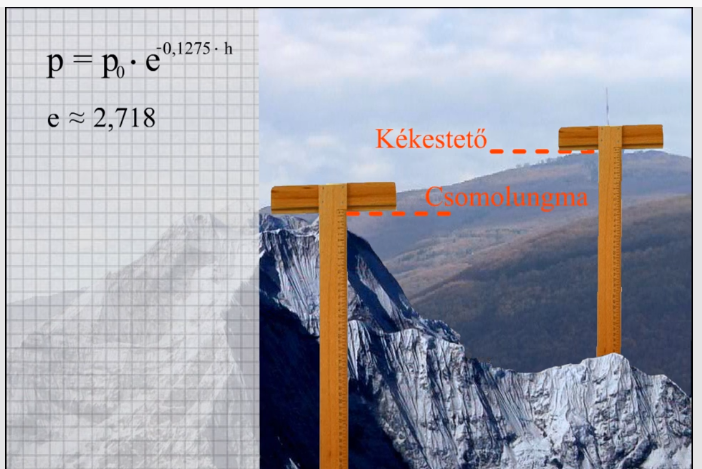 p = p₀ · e^-0,1275 · h
e ≈ 2,718
Kékestető
Csomolungma